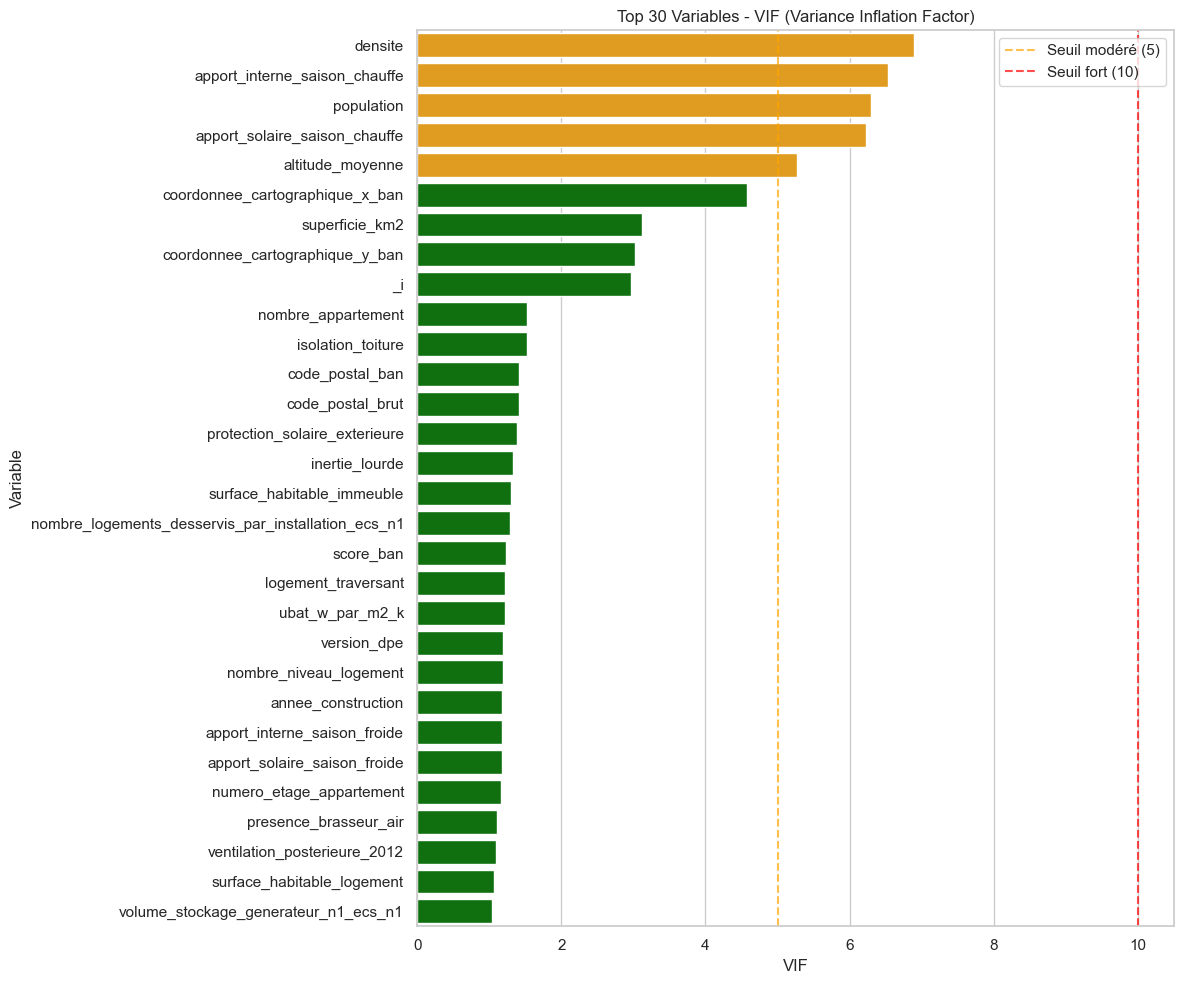 Top 30 Variables - VIF (Variance Inflation Factor)
Seuil modéré (5)
Seuil fort (10)
Variable
densite
apport_interne_saison_chauffe
population
apport_solaire_saison_chauffe
altitude_moyenne
coordonnee_cartographique_x_ban
superficie_km2
coordonnee_cartographique_y_ban
_i
nombre_appartement
isolation_toiture
code_postal_ban
code_postal_brut
protection_solaire_exterieure
inertie_lourde
surface_habitable_immeuble
nombre_logements_desservis_par_installation_ecs_n1
score_ban
logement_traversant
ubat_w_par_m2_k
version_dpe
nombre_niveau_logement
annee_construction
apport_interne_saison_froide
apport_solaire_saison_froide
numero_etage_appartement
presence_brasseur_air
ventilation_posterieure_2012
surface_habitable_logement
volume_stockage_generateur_n1_ecs_n1
0 2 4 6 8 10
VIF